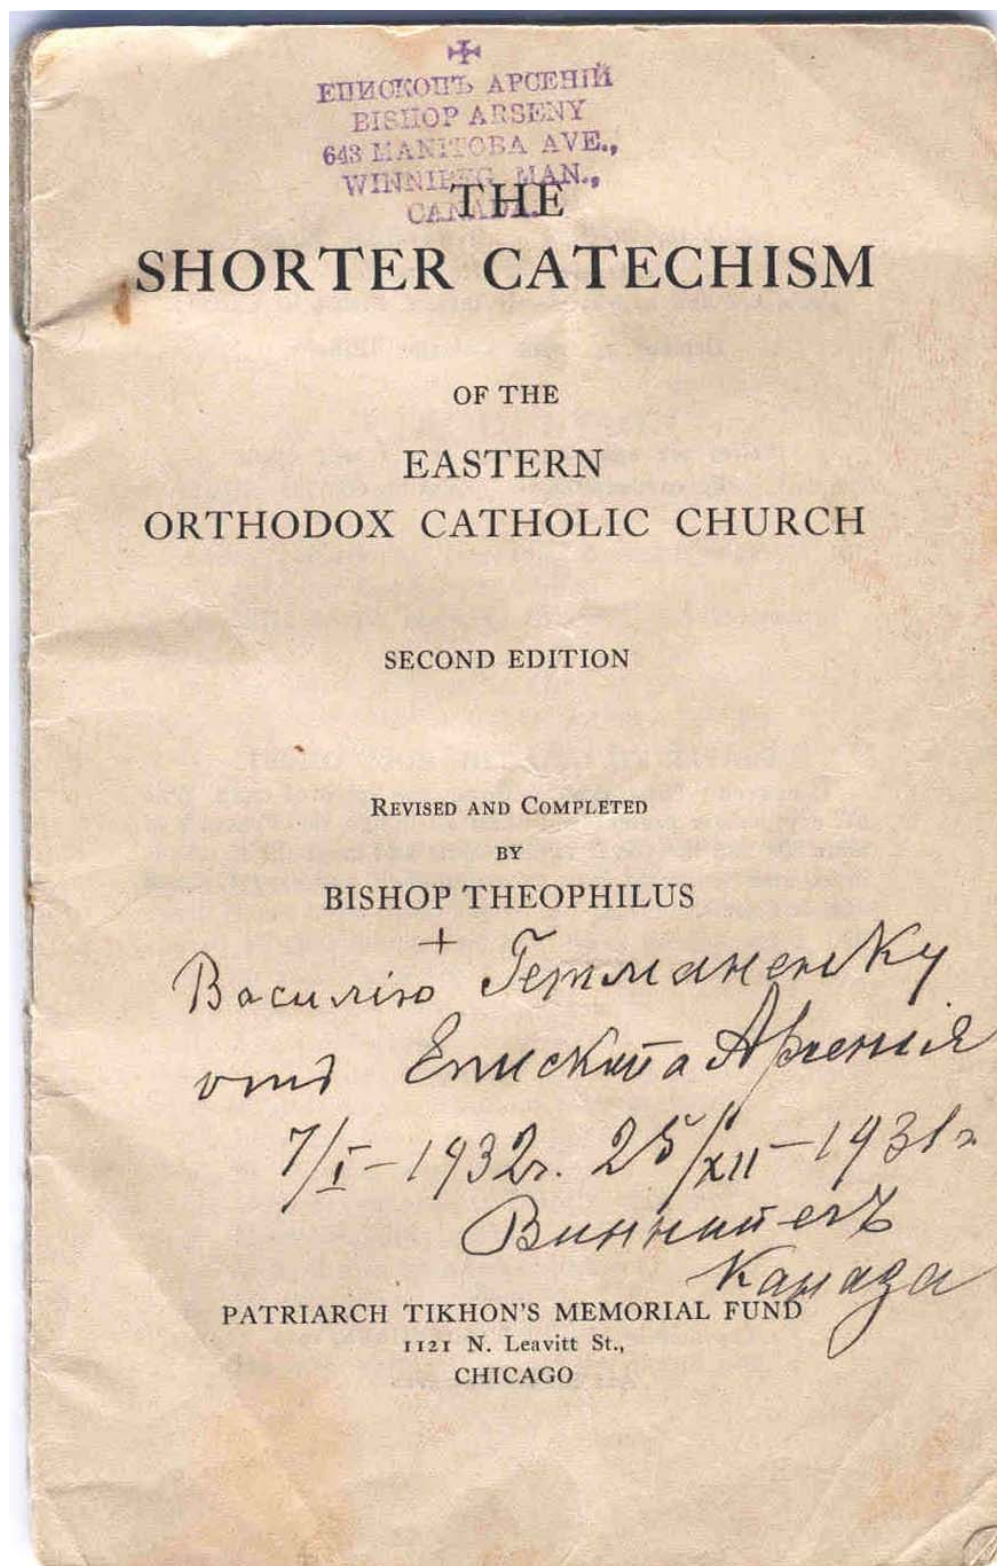 ЕПИСКОПЪ АРСЕНІЙ
BISHOP ARSENY
643 MANITOBA AVE.,
WINNIPEG, MAN.,
CANADA.
THE
SHORTER CATECHISM
OF THE
EASTERN
ORTHODOX CATHOLIC CHURCH
SECOND EDITION
REVISED AND COMPLETED
BY
BISHOP THEOPHILUS
+
Василію Германенку
отъ Епископа Арсенія
7/I-1932г. 25/XII-1931г
Виннипегъ
Канада
PATRIARCH TIKHON'S MEMORIAL FUND
1121 N. Leavitt St.,
CHICAGO